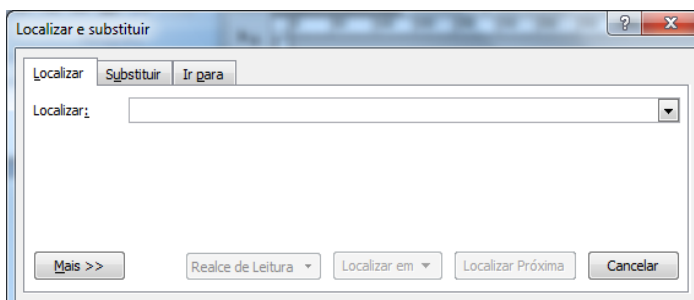 Localizar e substituir
Localizar Substituir Ir para
Localizar:
Mais >> Realce de Leitura Localizar em Localizar Próxima Cancelar